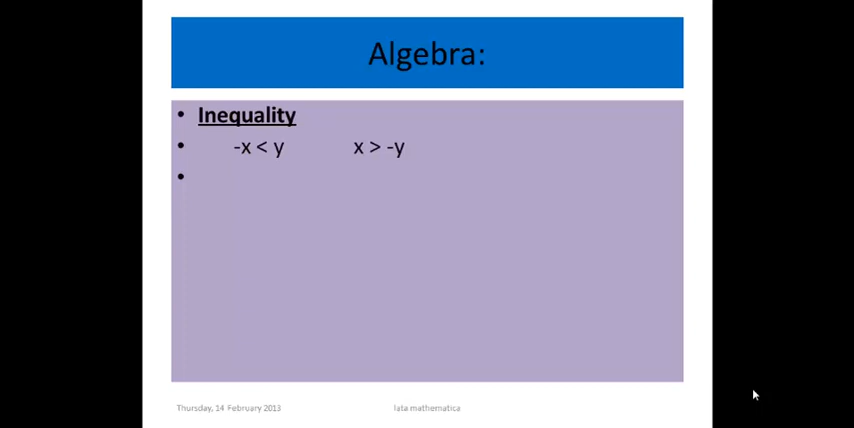 Algebra:
• Inequality
• -x < y x > -y
•
Thursday, 14 February 2013 lata mathematica